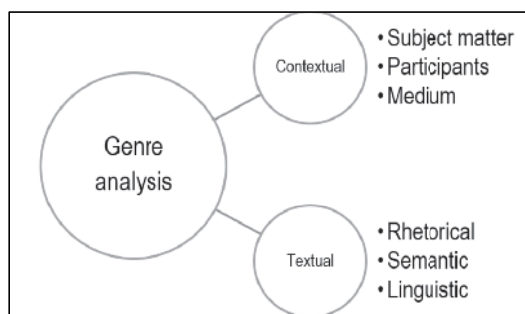 Genre
analysis
Contextual
• Subject matter
• Participants
• Medium
Textual
• Rhetorical
• Semantic
• Linguistic